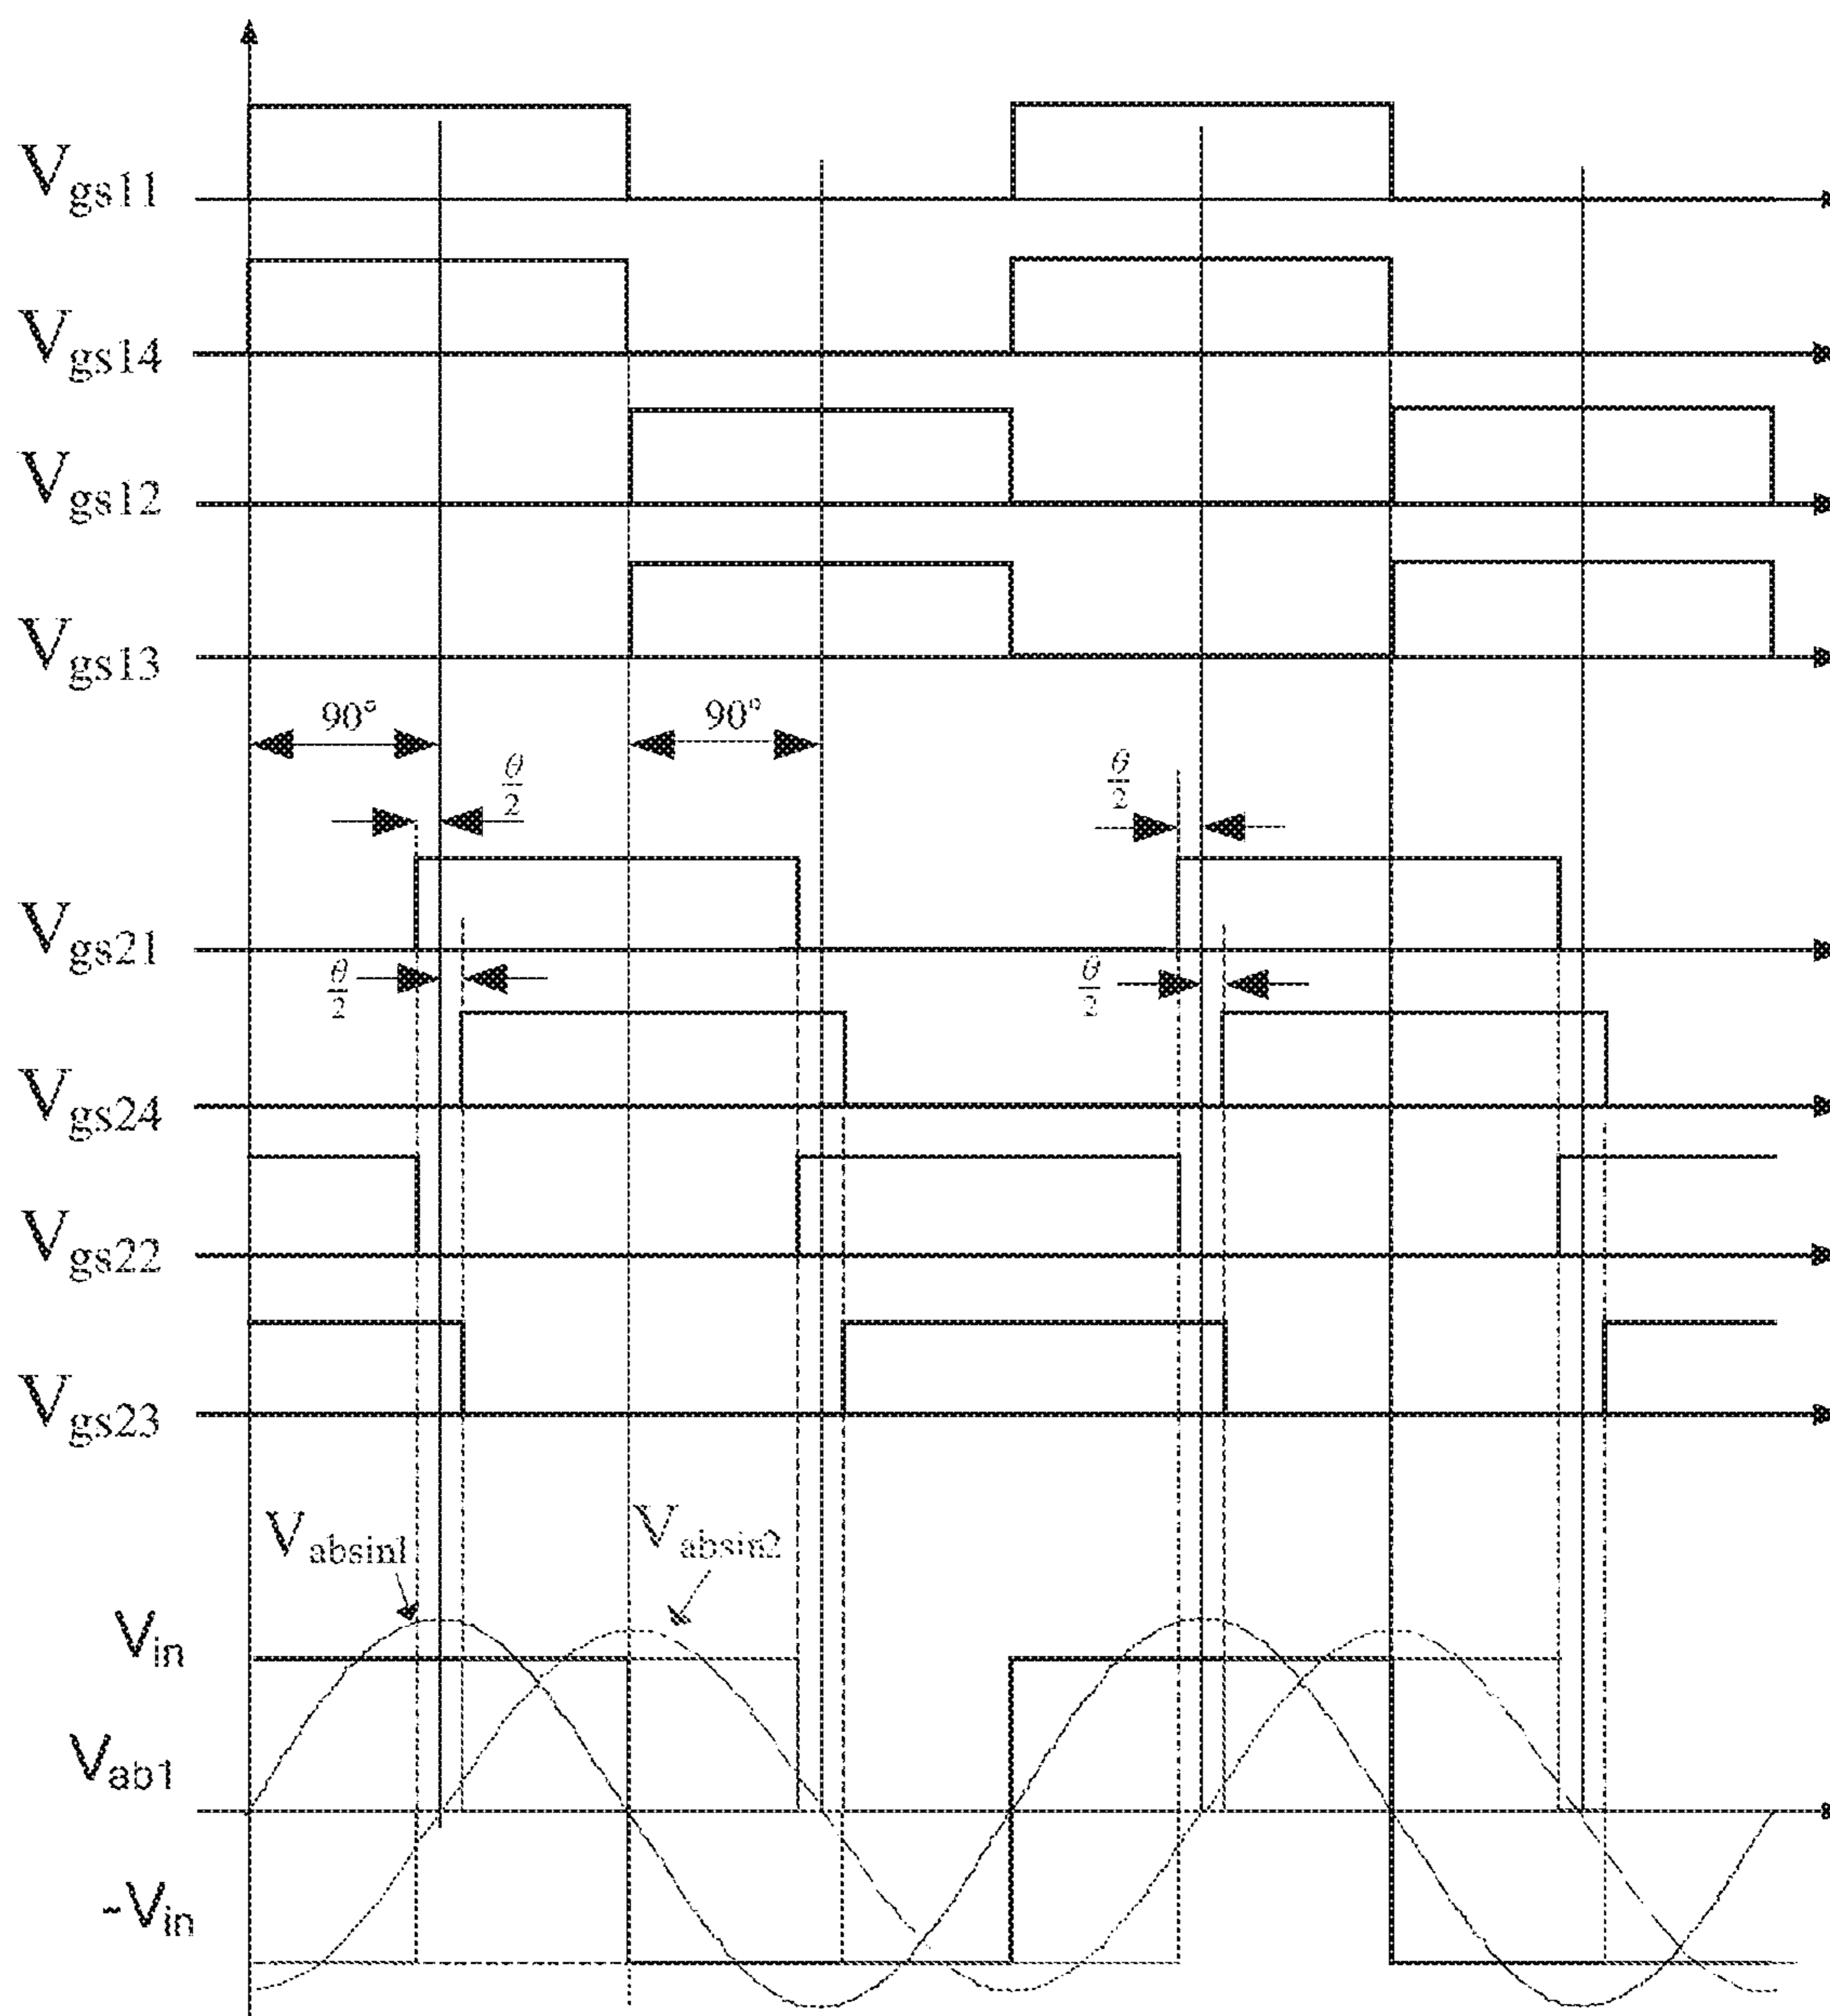 Vgs11
Vgs14
Vgs12
Vgs13
90° 90°
θ/2 θ/2
Vgs21
θ/2 θ/2
Vgs24
Vgs22
Vgs23
Vabsin1 Vabsin2
Vin
Vab1
-Vin